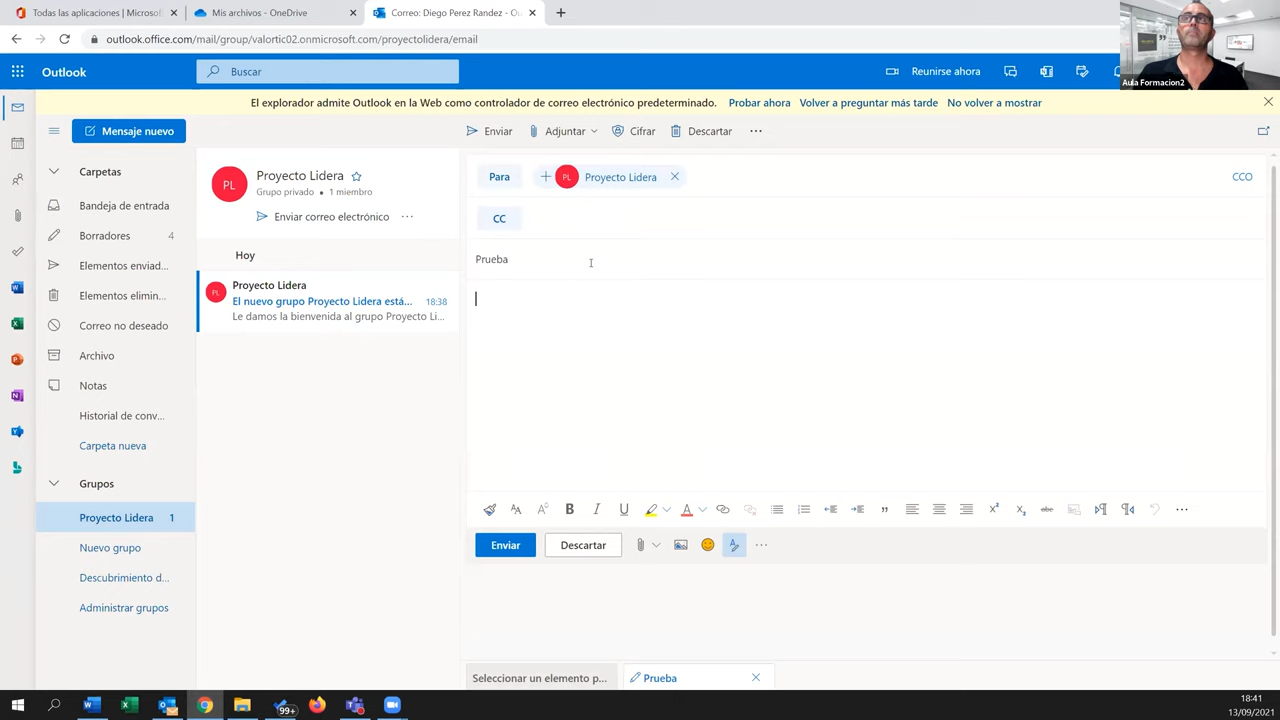 Todas las aplicaciones | Microsof
Mis archivos - OneDrive
Correo: Diego Perez Randez - Ou
outlook.office.com/mail/group/valortic02.onmicrosoft.com/proyectolidera/email
Outlook
Buscar
Reunirse ahora
Aula Formacion2
El explorador admite Outlook en la Web como controlador de correo electrónico predeterminado. Probar ahora Volver a preguntar más tarde No volver a mostrar
Mensaje nuevo
Enviar Adjuntar Cifrar Descartar
Carpetas
Bandeja de entrada
Borradores 4
Elementos enviad...
Elementos elimin...
Correo no deseado
Archivo
Notas
Historial de conv...
Carpeta nueva
Grupos
Proyecto Lidera 1
Nuevo grupo
Descubrimiento d...
Administrar grupos
PL
Proyecto Lidera
Grupo privado • 1 miembro
Enviar correo electrónico
Hoy
PL
Proyecto Lidera
El nuevo grupo Proyecto Lidera está... 18:38
Le damos la bienvenida al grupo Proyecto Li...
Para PL Proyecto Lidera CCO
CC
Prueba
Enviar Descartar
Seleccionar un elemento p... Prueba
99+
18:41
13/09/2021